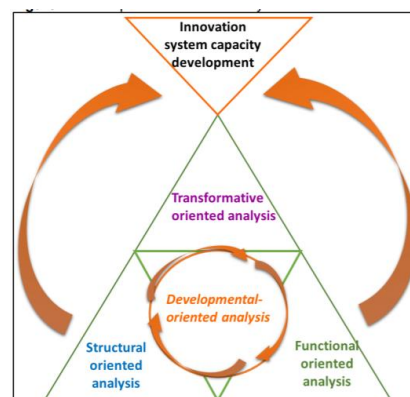 Innovation
system capacity
development
Transformative
oriented analysis
Developmental-
oriented analysis
Structural
oriented
analysis
Functional
oriented
analysis